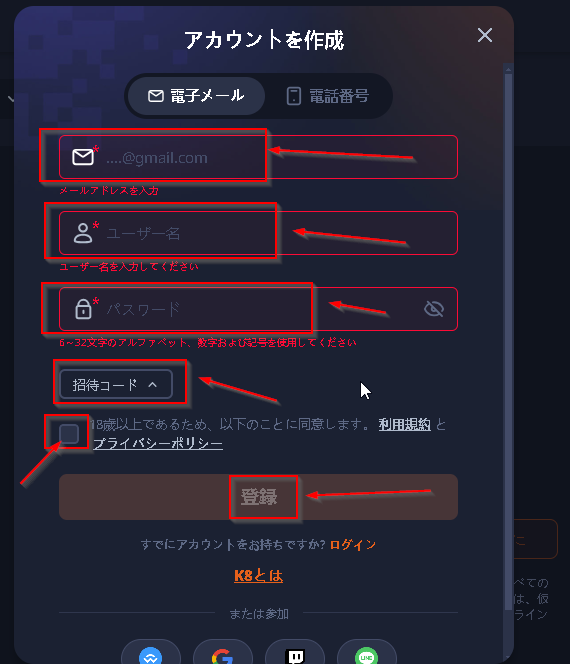 アカウントを作成
電子メール 電話番号
* ....@gmail.com
メールアドレスを入力
* ユーザー名
ユーザー名を入力してください
* パスワード
6~32文字のアルファベット、数字および記号を使用してください
招待コード
18歳以上であるため、以下のことに同意します。 利用規約 と
プライバシーポリシー
登録
すでにアカウントをお持ちですか? ログイン
K8とは
または参加
べての
は、仮
ライン